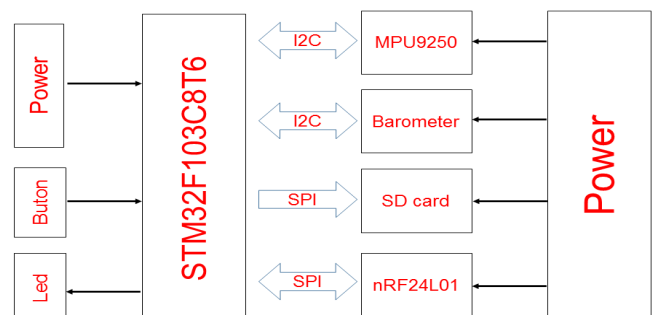 Power
Buton
Led
STM32F103C8T6
I2C
MPU9250
I2C
Barometer
SPI
SD card
SPI
nRF24L01
Power